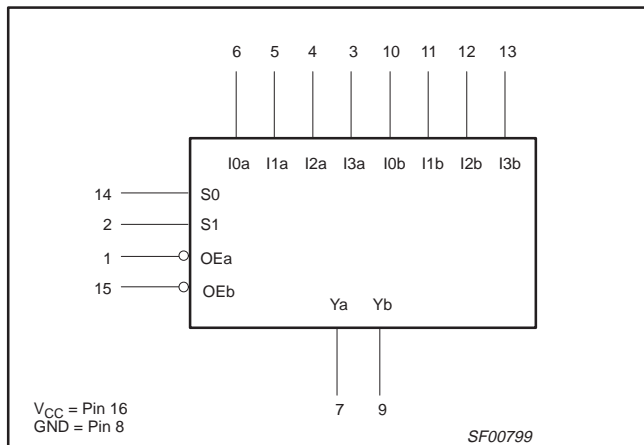 6 5 4 3 10 11 12 13
I0a I1a I2a I3a I0b I1b I2b I3b
14 S0
2 S1
1 OEa
15 OEb
Ya Yb
7 9
VCC = Pin 16
GND = Pin 8
SF00799